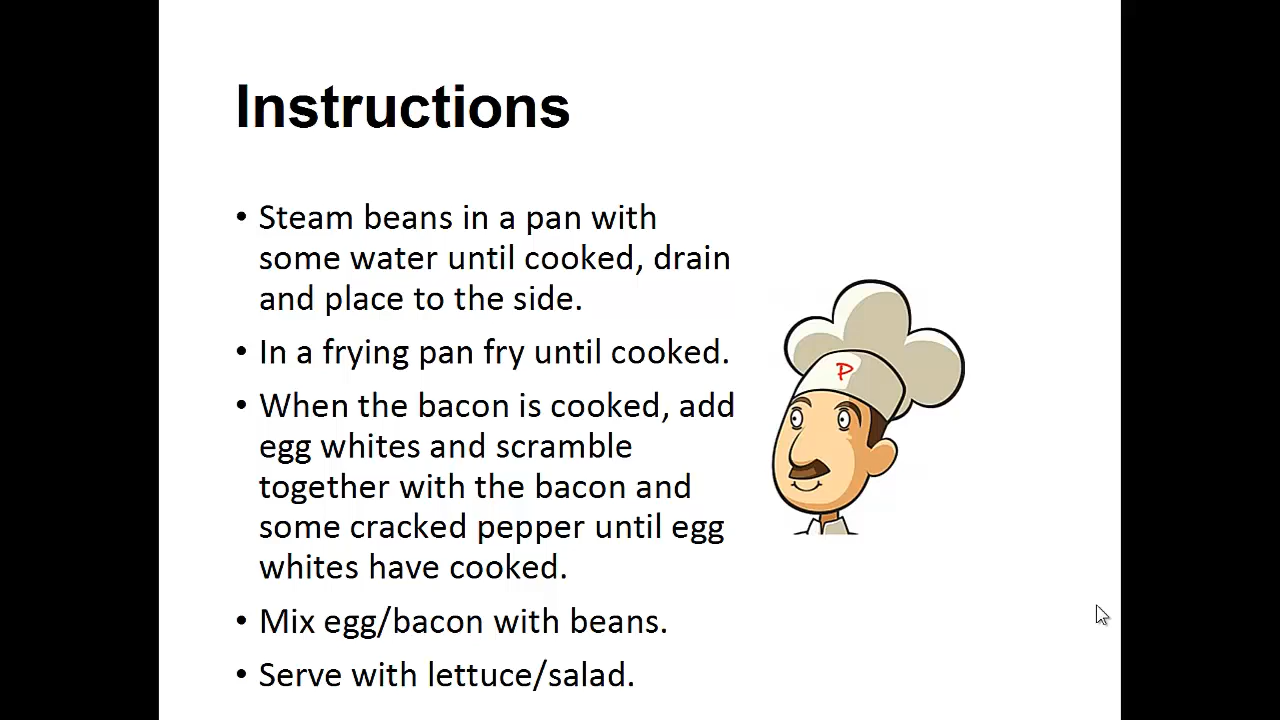 Instructions
• Steam beans in a pan with
some water until cooked, drain
and place to the side.
• In a frying pan fry until cooked.
• When the bacon is cooked, add
egg whites and scramble
together with the bacon and
some cracked pepper until egg
whites have cooked.
• Mix egg/bacon with beans.
• Serve with lettuce/salad.
P